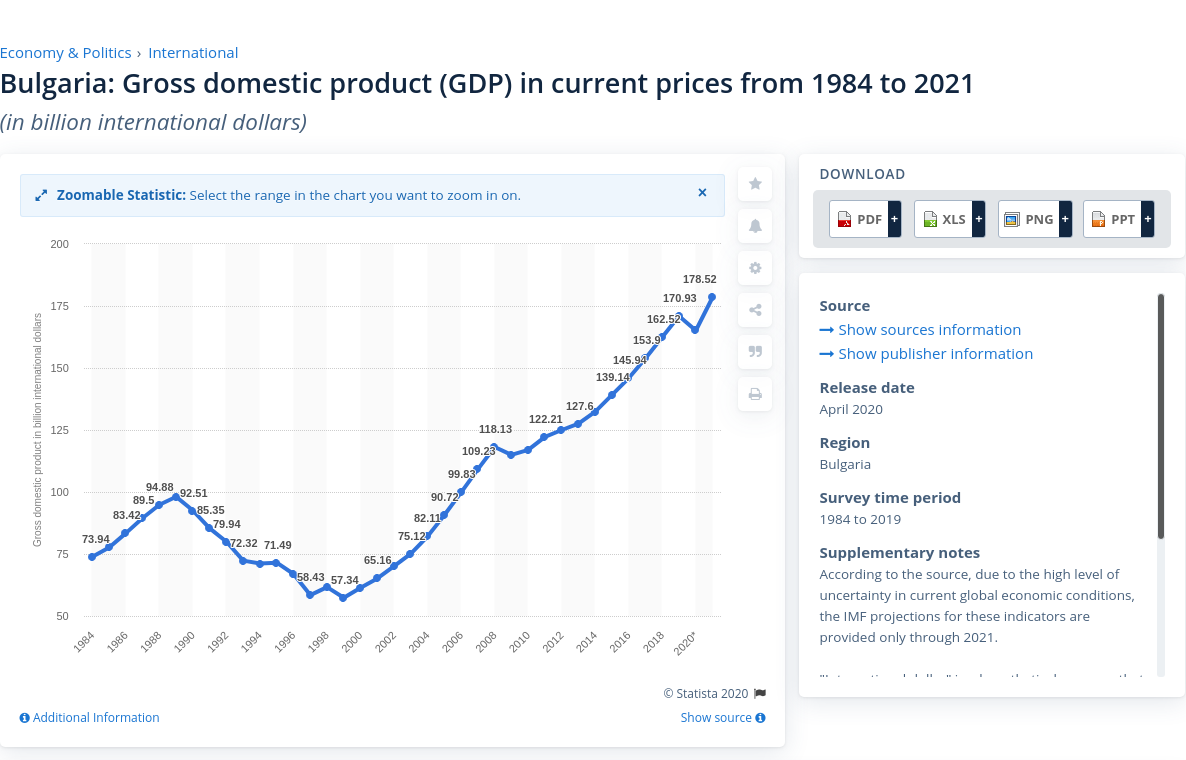 Economy & Politics › International
Bulgaria: Gross domestic product (GDP) in current prices from 1984 to 2021
(in billion international dollars)
Zoomable Statistic: Select the range in the chart you want to zoom in on. ×
Gross domestic product in billion international dollars
200
175
150
125
100
75
50
73.94
83.42
89.5
94.88
92.51
85.35
79.94
72.32
71.49
58.43
57.34
65.16
75.12
82.11
90.72
99.83
109.23
118.13
122.21
127.6
139.14
145.94
153.9
162.52
170.93
178.52
1984
1986
1988
1990
1992
1994
1996
1998
2000
2002
2004
2006
2008
2010
2012
2014
2016
2018
2020*
© Statista 2020
Additional Information
Show source
DOWNLOAD
PDF + XLS + PNG + PPT +
Source
Show sources information
Show publisher information
Release date
April 2020
Region
Bulgaria
Survey time period
1984 to 2019
Supplementary notes
According to the source, due to the high level of
uncertainty in current global economic conditions,
the IMF projections for these indicators are
provided only through 2021.